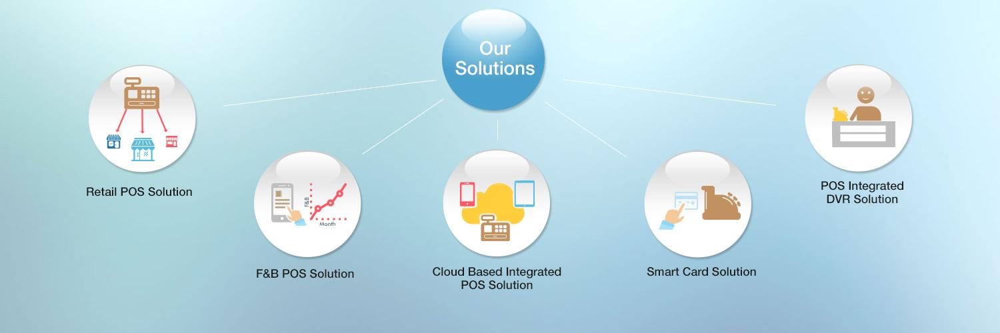 Our
Solutions
Retail POS Solution
F&B
Month
F&B POS Solution
Cloud Based Integrated
POS Solution
Smart Card Solution
POS Integrated
DVR Solution